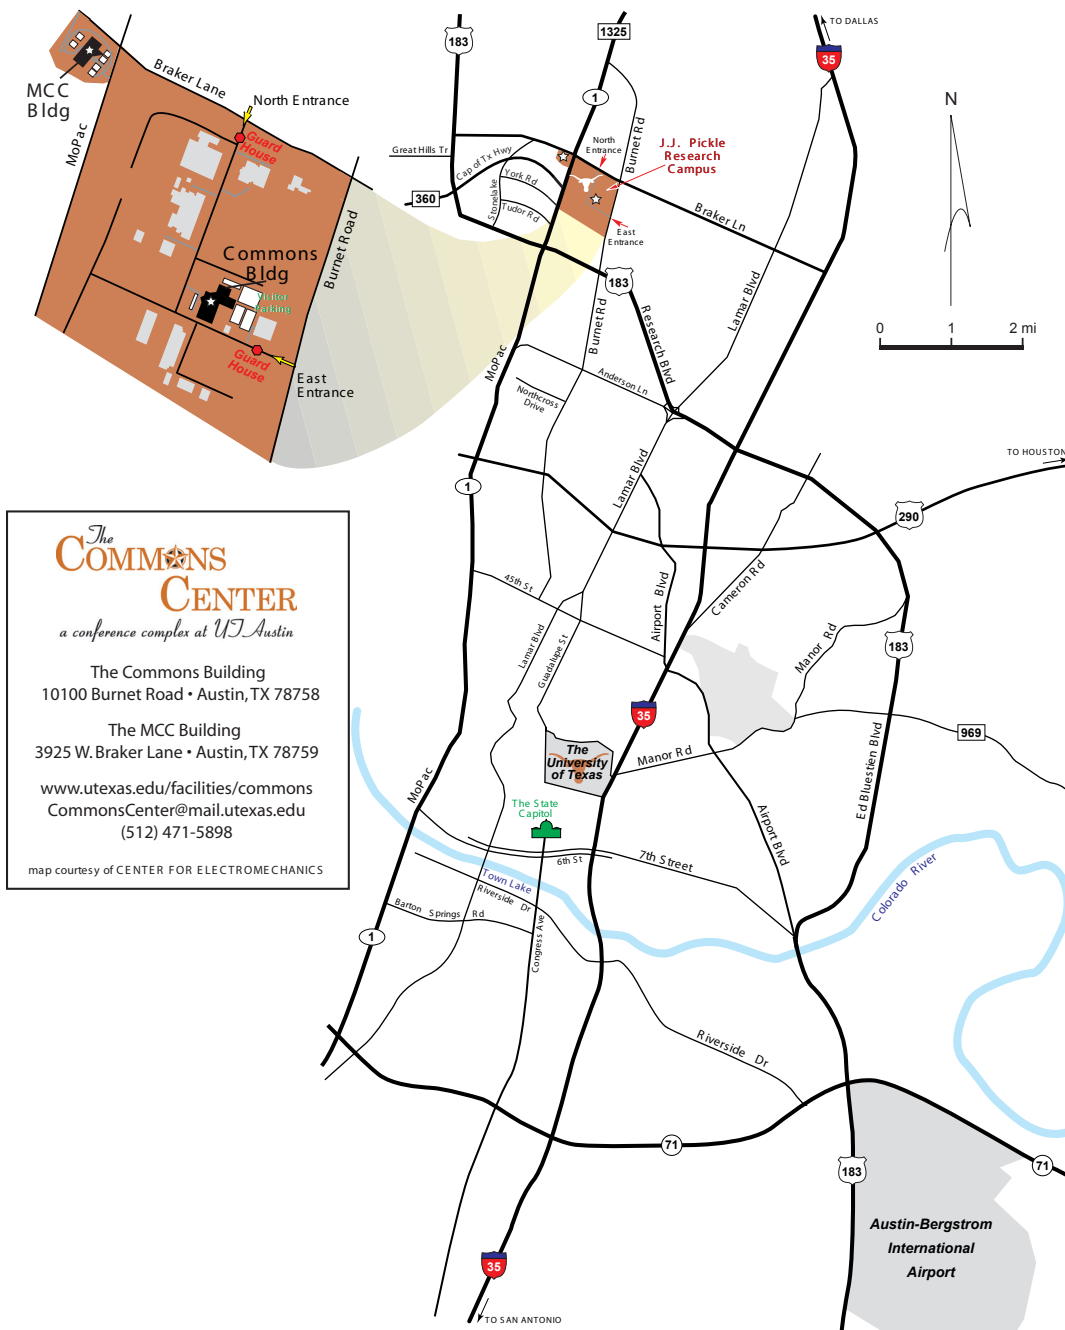 MCC
Bldg
Braker Lane
North Entrance
MoPac
Guard
House
Burnet Road
Commons
Bldg
Visitor
Parking
Guard
House
East
Entrance
183
1325
TO DALLAS
35
1
N
Great Hills Tr
Cap of Tx Hwy
North
Entrance
Burnet Rd
J.J. Pickle
Research
Campus
360
Stonelake
York Rd
Tudor Rd
Braker Ln
East
Entrance
183
Lamar Blvd
0 1 2 mi
Burnet Rd
Research Blvd
MoPac
Anderson Ln
Northcross
Drive
Lamar Blvd
TO HOUSTON
1
290
45th St
Airport Blvd
Cameron Rd
Lamar Blvd
Guadalupe St
Manor Rd
183
35
969
The
University
of Texas
Manor Rd
Ed Bluestien Blvd
MoPac
The State
Capitol
Airport Blvd
6th St
7th Street
Town Lake
Colorado River
Riverside Dr
Barton Springs Rd
1
Congress Ave
Riverside Dr
71
183
71
Austin-Bergstrom
International
Airport
35
TO SAN ANTONIO
The
COMMONS
CENTER
a conference complex at UT Austin
The Commons Building
10100 Burnet Road • Austin, TX 78758
The MCC Building
3925 W. Braker Lane • Austin, TX 78759
www.utexas.edu/facilities/commons
CommonsCenter@mail.utexas.edu
(512) 471-5898
map courtesy of CENTER FOR ELECTROMECHANICS